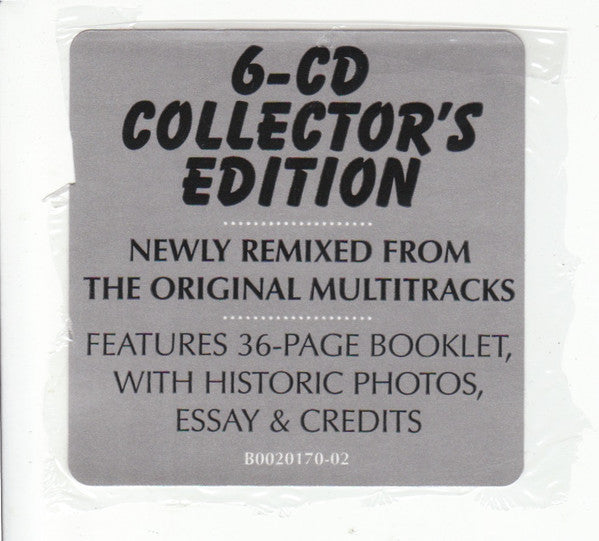 6-CD
COLLECTOR'S
EDITION
NEWLY REMIXED FROM
THE ORIGINAL MULTITRACKS
FEATURES 36-PAGE BOOKLET,
WITH HISTORIC PHOTOS,
ESSAY & CREDITS
B0020170-02